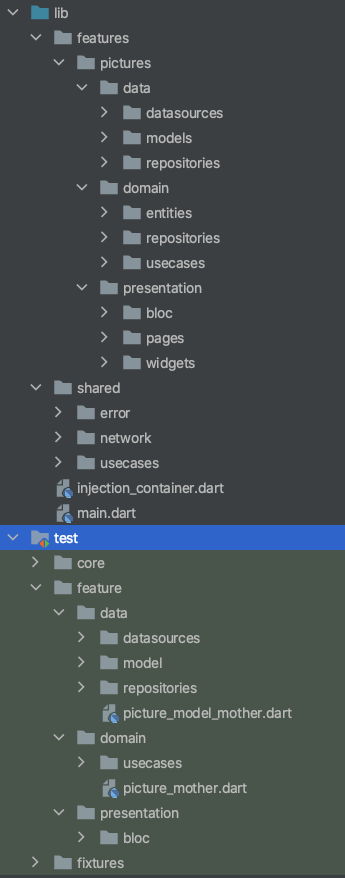 lib
features
pictures
data
datasources
models
repositories
domain
entities
repositories
usecases
presentation
bloc
pages
widgets
shared
error
network
usecases
injection_container.dart
main.dart
test
core
feature
data
datasources
model
repositories
picture_model_mother.dart
domain
usecases
picture_mother.dart
presentation
bloc
fixtures